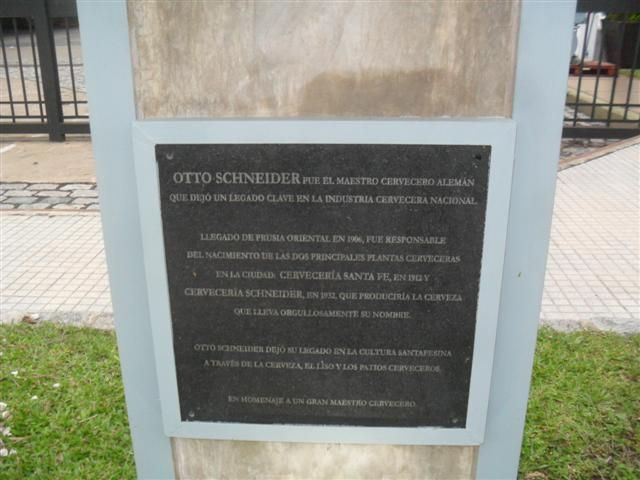 OTTO SCHNEIDER FUE EL MAESTRO CERVECERO ALEMÁN
QUE DEJÓ UN LEGADO CLAVE EN LA INDUSTRIA CERVECERA NACIONAL
LLEGADO DE PRUSIA ORIENTAL EN 1906, FUE RESPONSABLE
DEL NACIMIENTO DE LAS DOS PRINCIPALES PLANTAS CERVECERAS
EN LA CIUDAD: CERVECERÍA SANTA FE, EN 1912 Y
CERVECERÍA SCHNEIDER, EN 1932, QUE PRODUCIRÍA LA CERVEZA
QUE LLEVA ORGULLOSAMENTE SU NOMBRE.
OTTO SCHNEIDER DEJÓ SU LEGADO EN LA CULTURA SANTAFESINA
A TRAVÉS DE LA CERVEZA, EL LISO Y LOS PATIOS CERVECEROS.
EN HOMENAJE A UN GRAN MAESTRO CERVECERO.